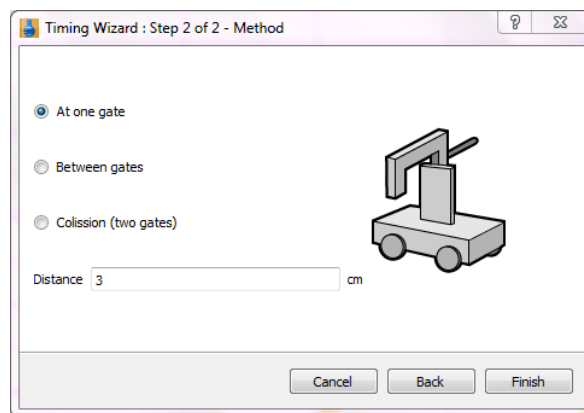 Timing Wizard : Step 2 of 2 - Method
At one gate
Between gates
Colission (two gates)
Distance 3 cm
Cancel Back Finish